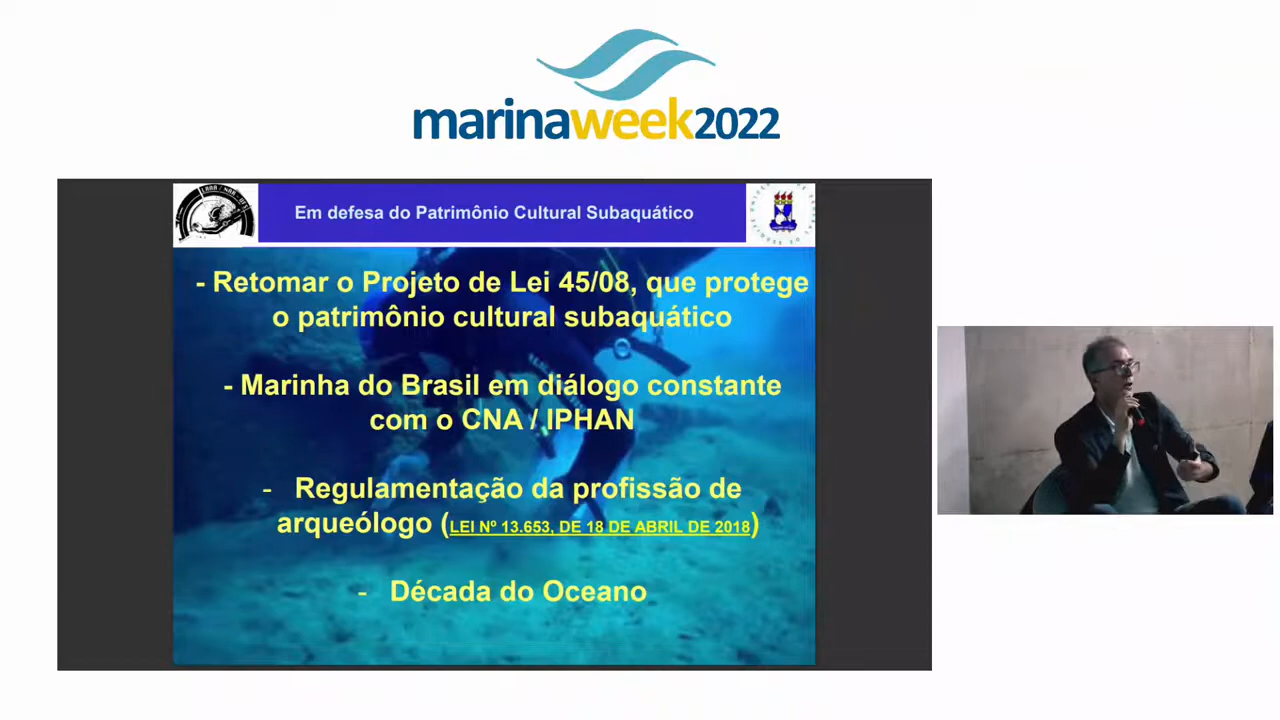 marinaweek2022
Em defesa do Patrimônio Cultural Subaquático
- Retomar o Projeto de Lei 45/08, que protege
o patrimônio cultural subaquático
- Marinha do Brasil em diálogo constante
com o CNA / IPHAN
- Regulamentação da profissão de
arqueólogo (LEI Nº 13.653, DE 18 DE ABRIL DE 2018)
- Década do Oceano